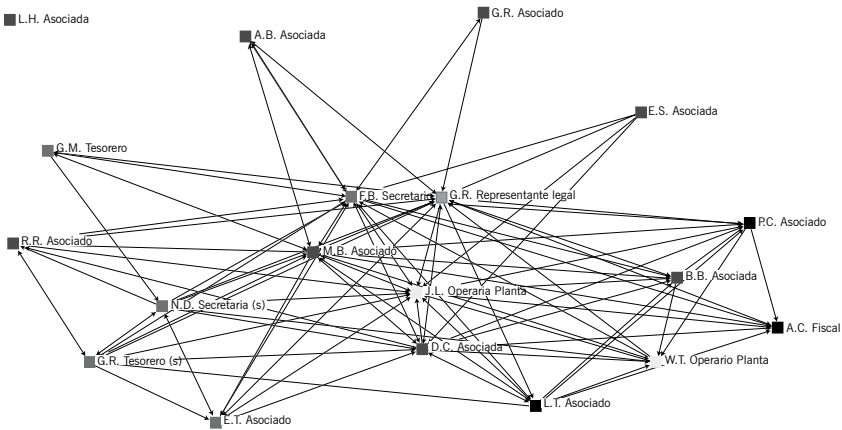 G.R. Asociado
L.H. Asociada
A.B. Asociada
E.S. Asociada
G.M. Tesorero
F.B. Secretario
G.R. Representante legal
P.C. Asociado
R.R. Asociado
M.B. Asociado
B.B. Asociada
J.L. Operaria Planta
N.D. Secretaria (s)
A.C. Fiscal
D.C. Asociada
G.R. Tesorero (s)
W.T. Operario Planta
L.T. Asociado
E.T. Asociado